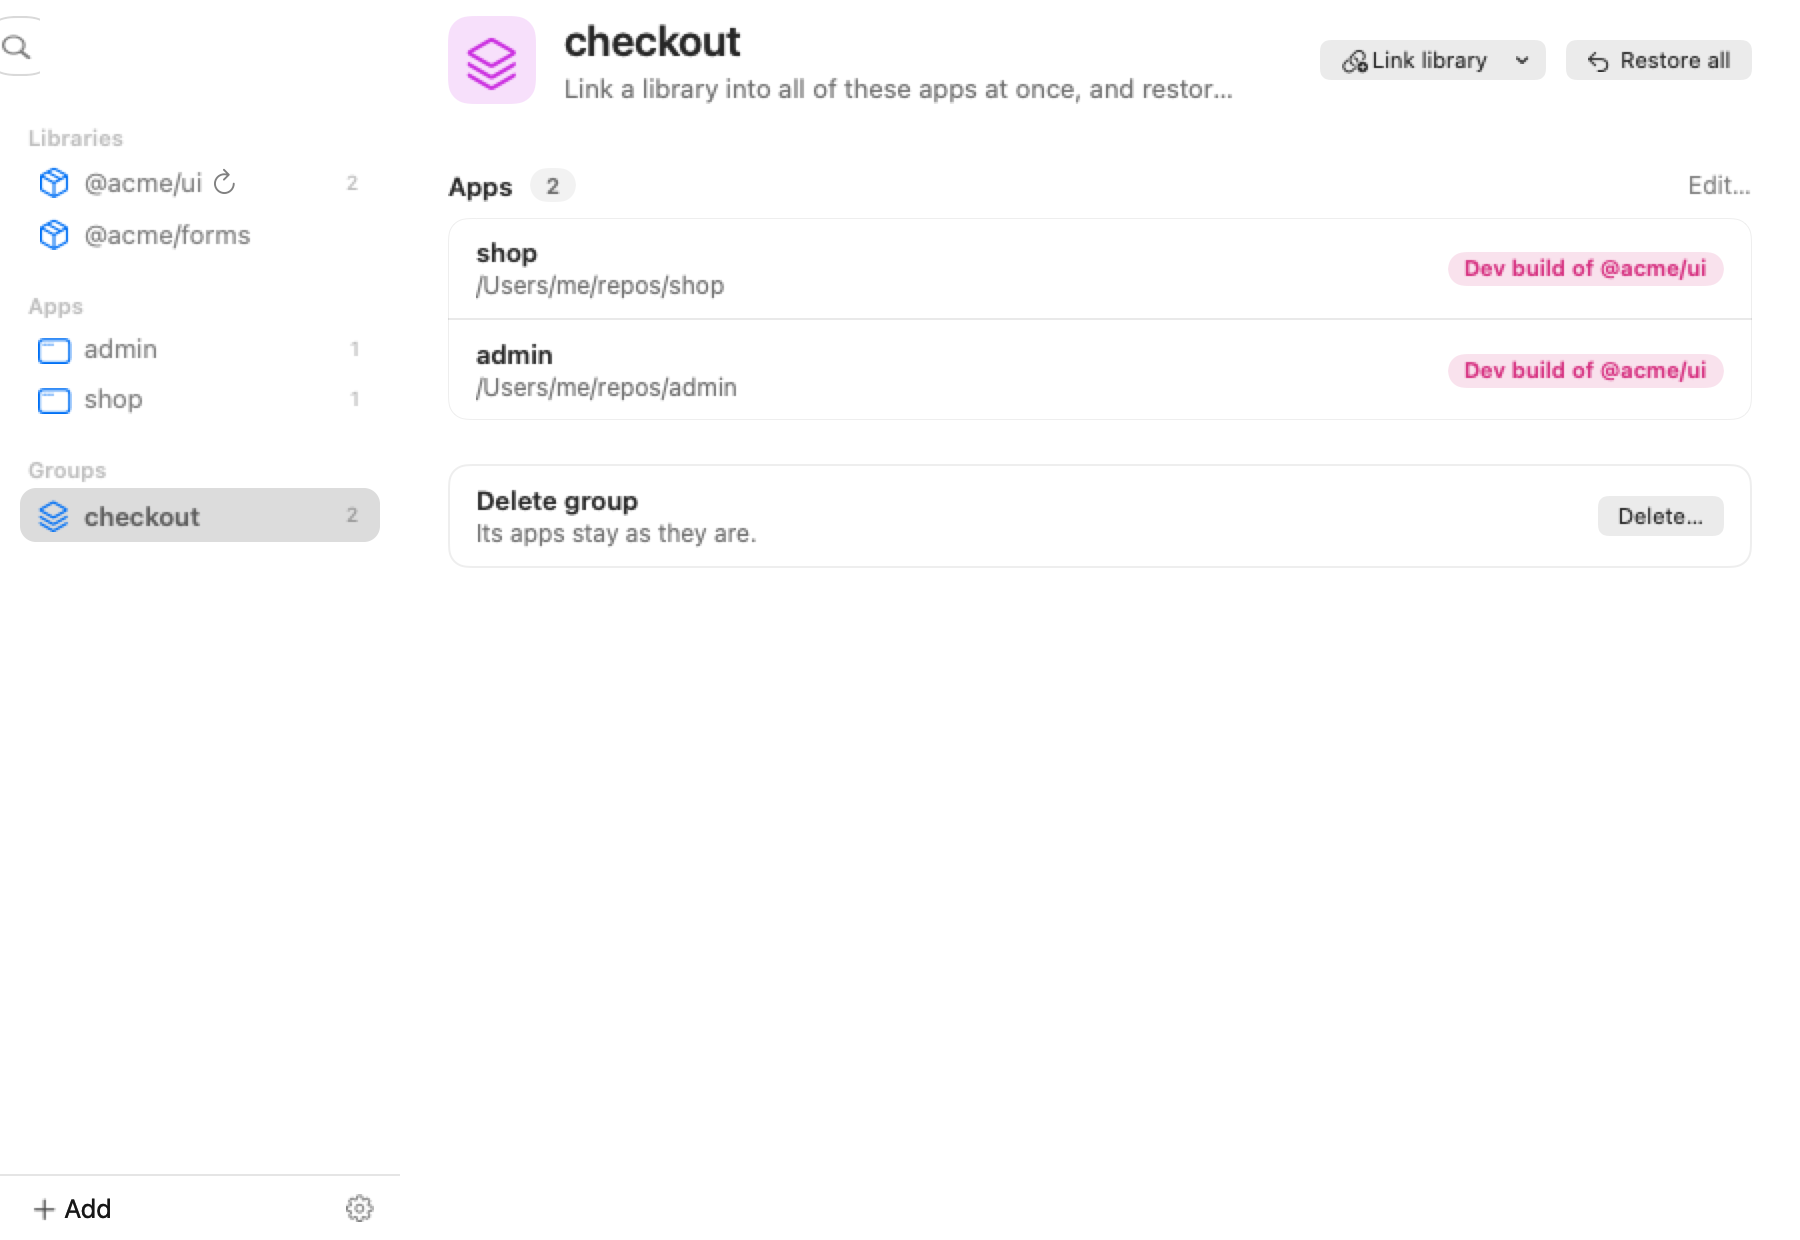 Libraries
@acme/ui 2
@acme/forms
Apps
admin 1
shop 1
Groups
checkout 2
+ Add
checkout
Link a library into all of these apps at once, and restor...
Link library
Restore all
Apps 2
Edit...
shop
/Users/me/repos/shop
Dev build of @acme/ui
admin
/Users/me/repos/admin
Dev build of @acme/ui
Delete group
Its apps stay as they are.
Delete...